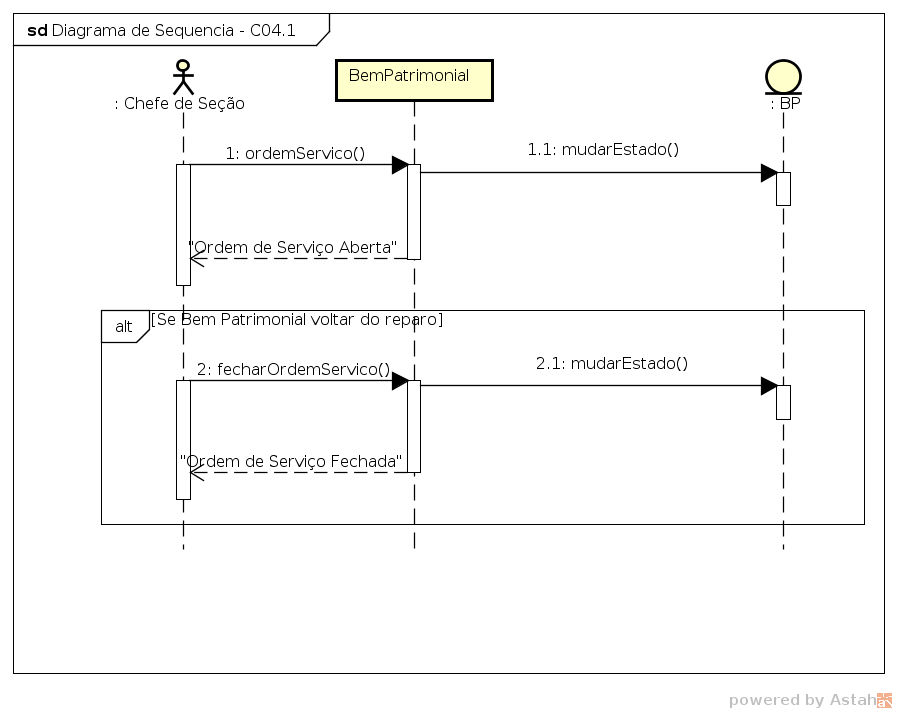 sd Diagrama de Sequencia - C04.1
: Chefe de Seção
BemPatrimonial
: BP
1: ordemServico()
1.1: mudarEstado()
"Ordem de Serviço Aberta"
alt
[Se Bem Patrimonial voltar do reparo]
2: fecharOrdemServico()
2.1: mudarEstado()
"Ordem de Serviço Fechada"
powered by Astah